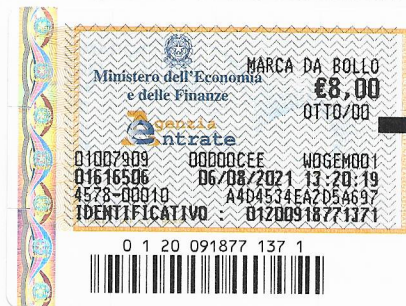 Ministero dell'Economia
e delle Finanze
MARCA DA BOLLO
€8,00
OTTO/00
Agenzia
Entrate
01007909 00000CEE W0GEM001
01616506 06/08/2021 13:20:19
4578-00010 A4D4534EA2D5A697
IDENTIFICATIVO : 01200918771371
0 1 20 091877 137 1